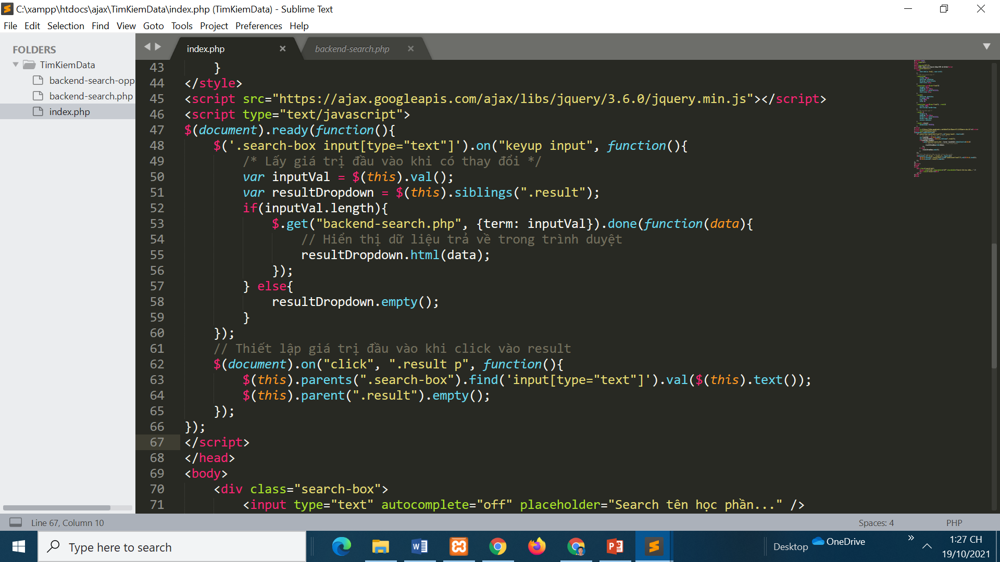 C:\xampp\htdocs\ajax\TimKiemData\index.php (TimKiemData) - Sublime Text
File Edit Selection Find View Goto Tools Project Preferences Help
FOLDERS
TimKiemData
backend-search-opp
backend-search.php
index.php
index.php
backend-search.php
43 }
44 </style>
45 <script src="https://ajax.googleapis.com/ajax/libs/jquery/3.6.0/jquery.min.js"></script>
46 <script type="text/javascript">
47 $(document).ready(function(){
48 $('.search-box input[type="text"]').on("keyup input", function(){
49 /* Lấy giá trị đầu vào khi có thay đổi */
50 var inputVal = $(this).val();
51 var resultDropdown = $(this).siblings(".result");
52 if(inputVal.length){
53 $.get("backend-search.php", {term: inputVal}).done(function(data){
54 // Hiển thị dữ liệu trả về trong trình duyệt
55 resultDropdown.html(data);
56 });
57 } else{
58 resultDropdown.empty();
59 }
60 });
61 // Thiết lập giá trị đầu vào khi click vào result
62 $(document).on("click", ".result p", function(){
63 $(this).parents(".search-box").find('input[type="text"]').val($(this).text());
64 $(this).parent(".result").empty();
65 });
66 });
67 </script>
68 </head>
69 <body>
70 <div class="search-box">
71 <input type="text" autocomplete="off" placeholder="Search tên học phần..." />
Line 67, Column 10
Spaces: 4
PHP
Type here to search
Desktop
OneDrive
1:27 CH
19/10/2021